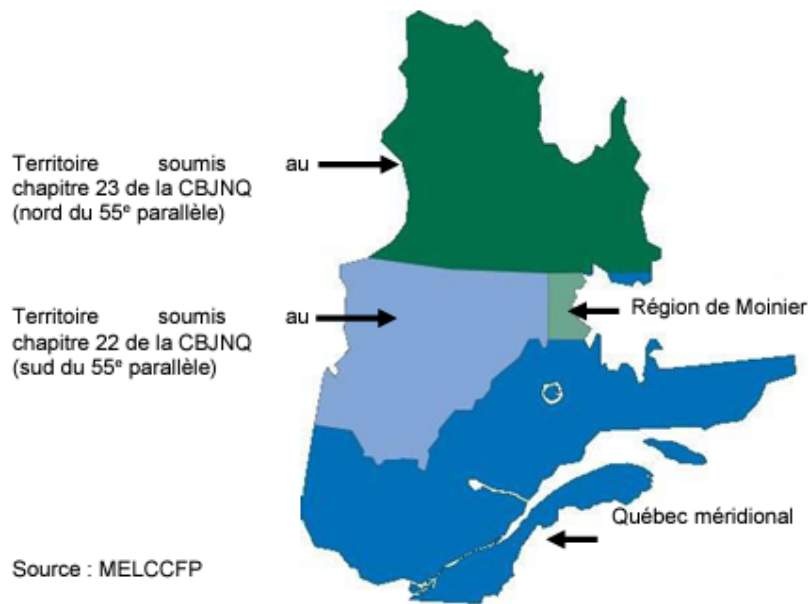 Territoire soumis au
chapitre 23 de la CBJNQ
(nord du 55e parallèle)
Région de Moinier
Territoire soumis au
chapitre 22 de la CBJNQ
(sud du 55e parallèle)
Québec méridional
Source : MELCCFP